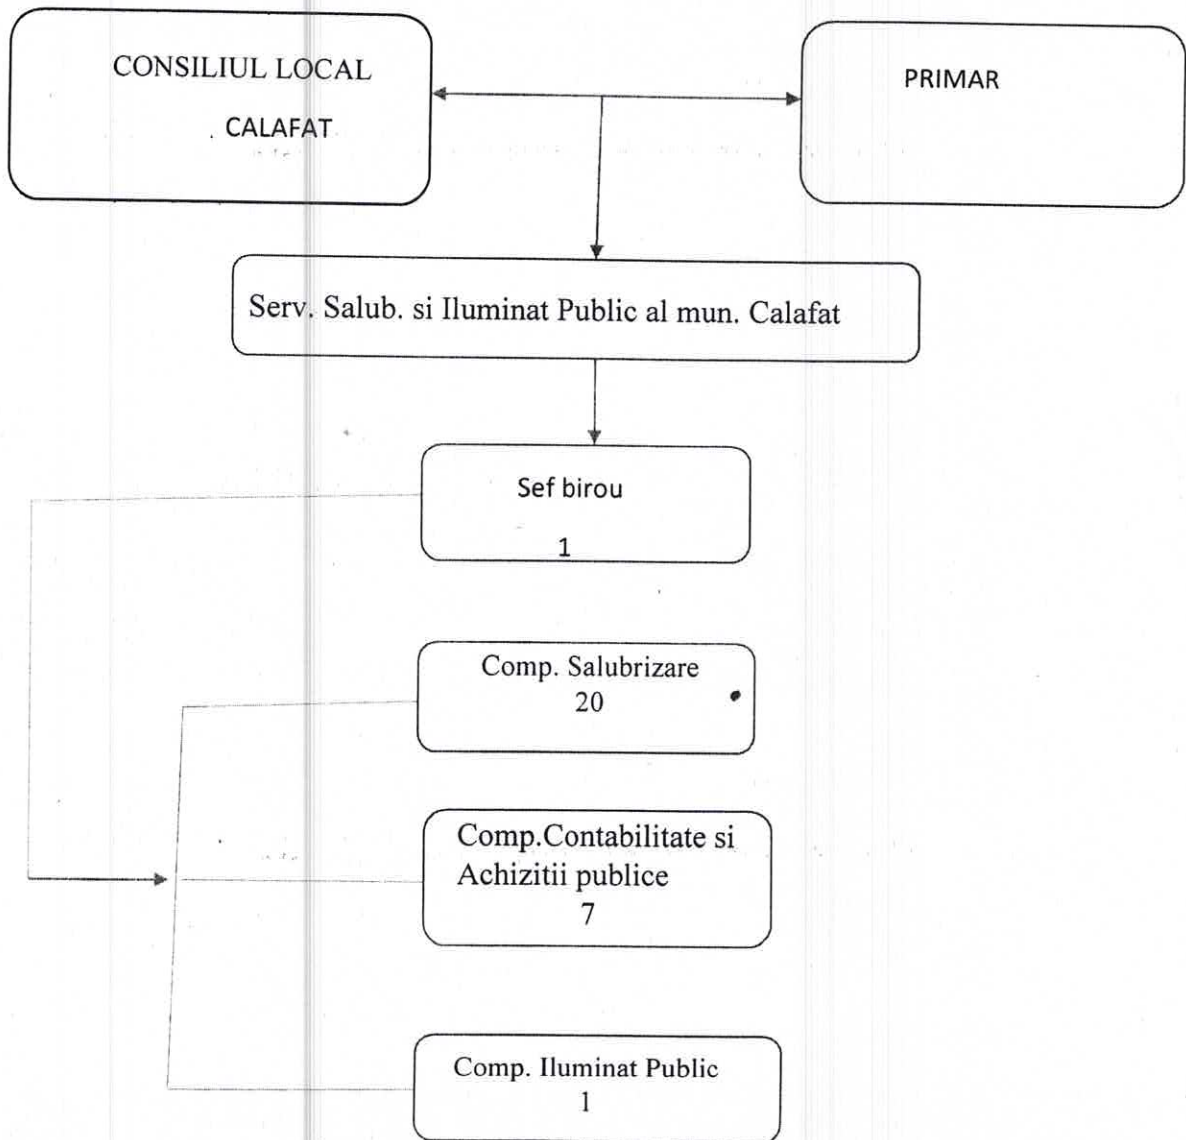 CONSILIUL LOCAL
CALAFAT
PRIMAR
Serv. Salub. si Iluminat Public al mun. Calafat
Sef birou
1
Comp. Salubrizare
20
Comp.Contabilitate si
Achizitii publice
7
Comp. Iluminat Public
1